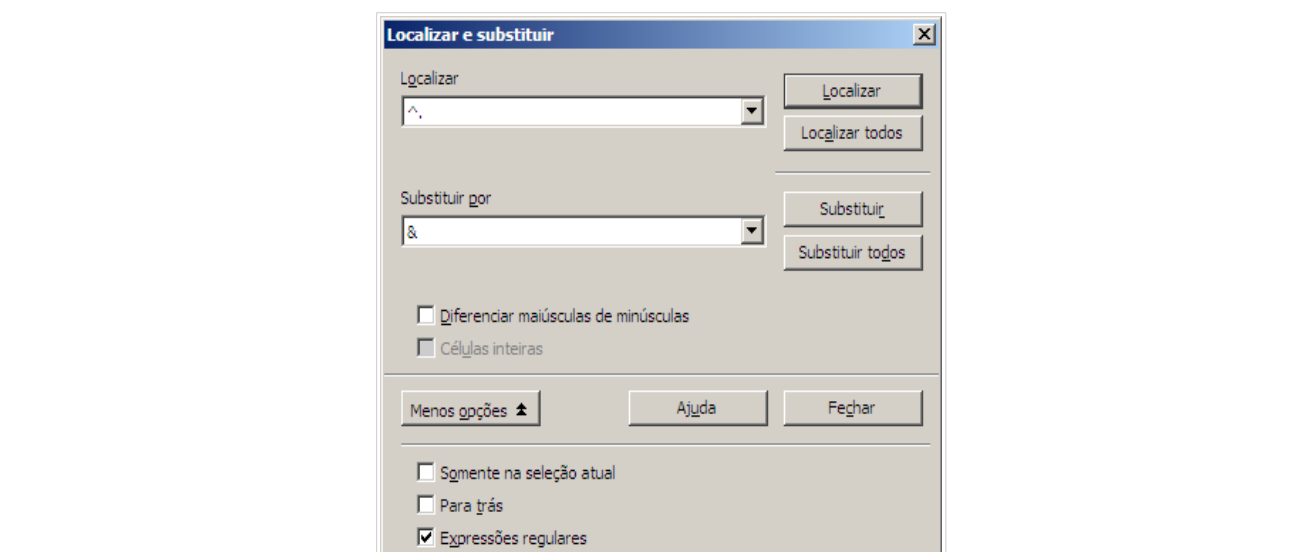 Localizar e substituir
Localizar
^.
Localizar
Localizar todos
Substituir por
&
Substituir
Substituir todos
Diferenciar maiúsculas de minúsculas
Células inteiras
Menos opções
Ajuda
Fechar
Somente na seleção atual
Para trás
Expressões regulares